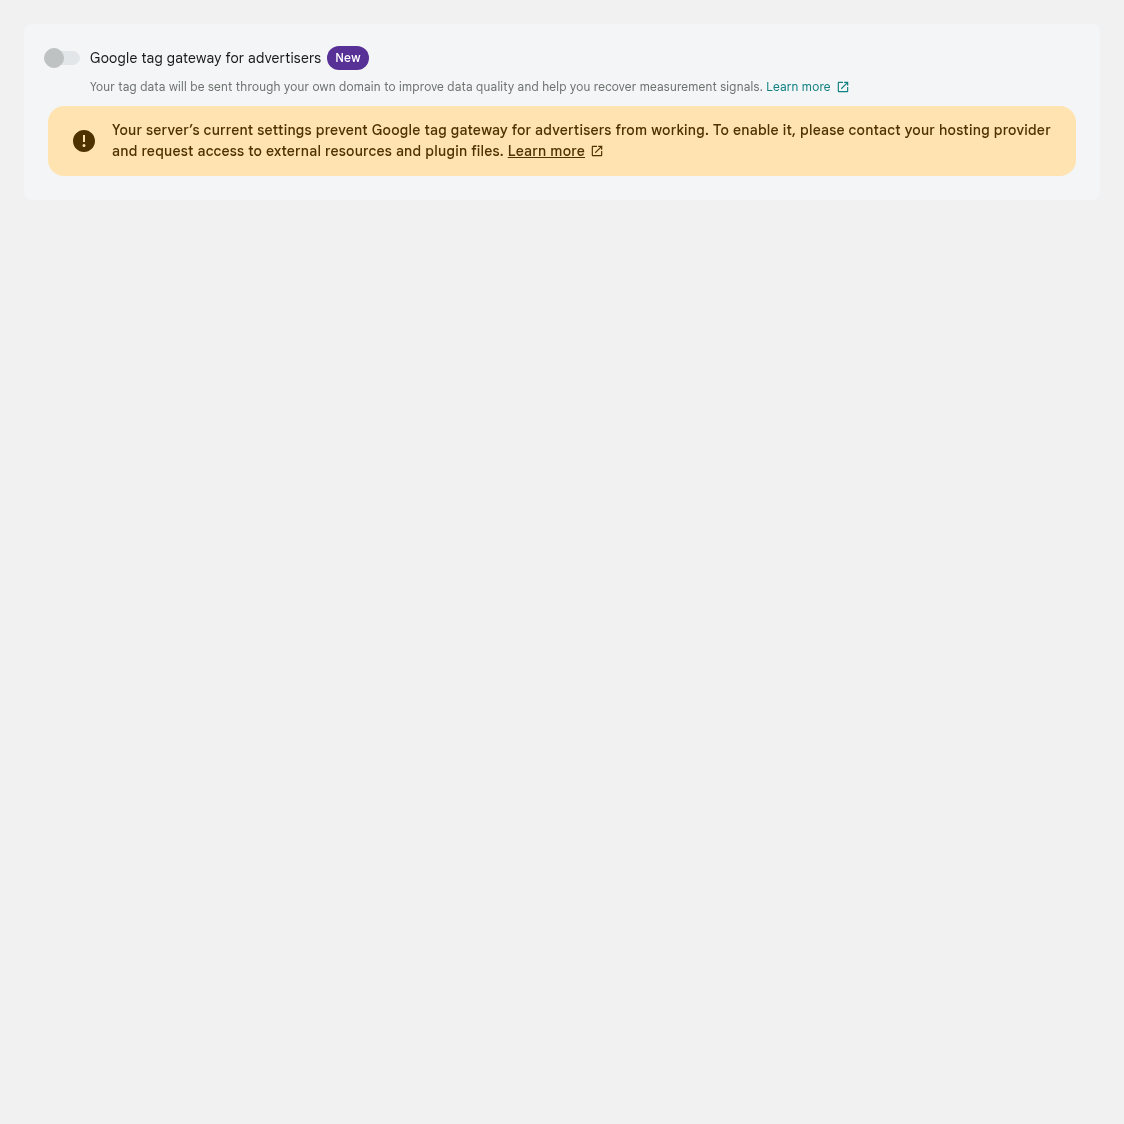 Google tag gateway for advertisers New
Your tag data will be sent through your own domain to improve data quality and help you recover measurement signals. Learn more
Your server’s current settings prevent Google tag gateway for advertisers from working. To enable it, please contact your hosting provider
and request access to external resources and plugin files. Learn more